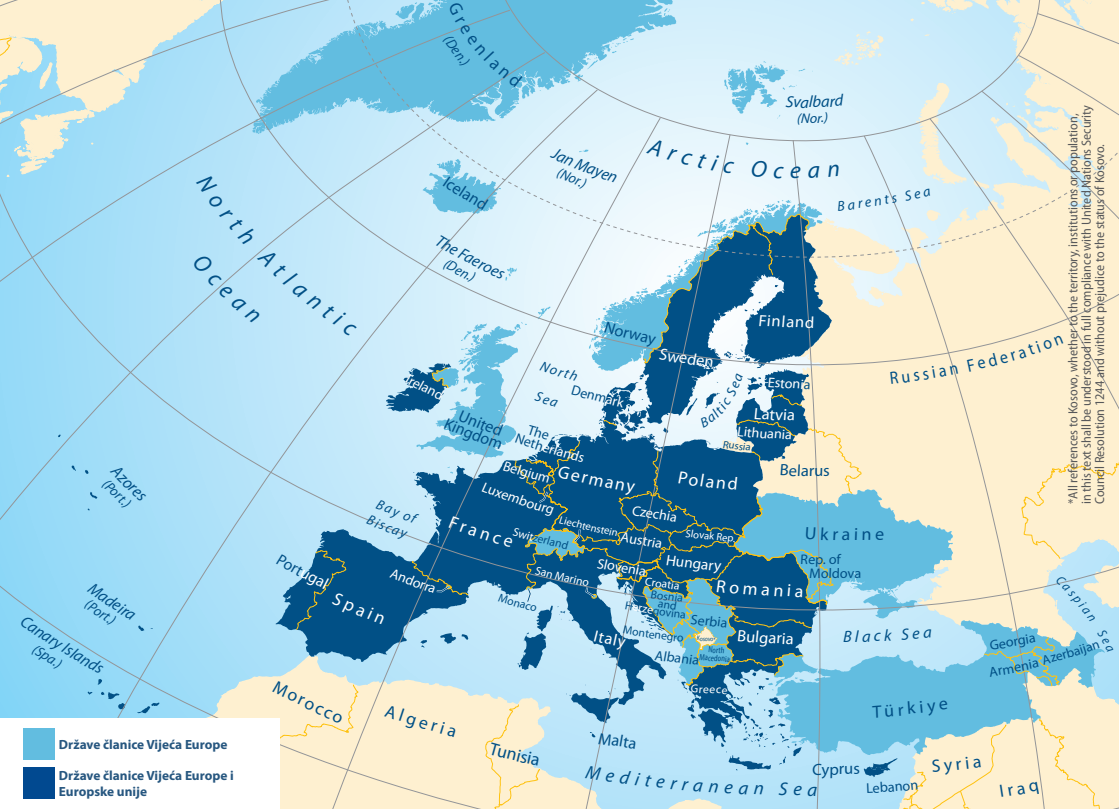 Greenland
(Den.)
Svalbard
(Nor.)
Arctic Ocean
Jan Mayen
(Nor.)
Barents Sea
Iceland
North Atlantic
Ocean
The Faeroes
(Den.)
Norway
Sweden
Finland
Russian Federation
North
Sea
Baltic Sea
Denmark
Estonia
Latvia
Lithuania
Russia
Belarus
Ireland
United
Kingdom
The
Netherlands
Belgium
Luxembourg
Germany
Poland
Czechia
Slovak Rep.
Ukraine
Rep. of
Moldova
Azores
(Port.)
Bay of
Biscay
France
Switzerland
Liechtenstein
Austria
Hungary
Slovenia
Croatia
Romania
Bosnia
and
Herzegovina
Serbia
Kosovo*
Montenegro
North
Macedonia
Albania
Bulgaria
Greece
San Marino
Monaco
Italy
Andorra
Spain
Portugal
Madeira
(Port.)
Canary Islands
(Spa.)
Black Sea
Caspian Sea
Georgia
Armenia
Azerbaijan
Türkiye
Morocco
Algeria
Tunisia
Malta
Mediterranean Sea
Cyprus
Lebanon
Syria
Iraq
Države članice Vijeća Europe
Države članice Vijeća Europe i
Europske unije
*All references to Kosovo, whether to the territory, institutions or population,
in this text shall be understood in full compliance with United Nations Security
Council Resolution 1244 and without prejudice to the status of Kosovo.